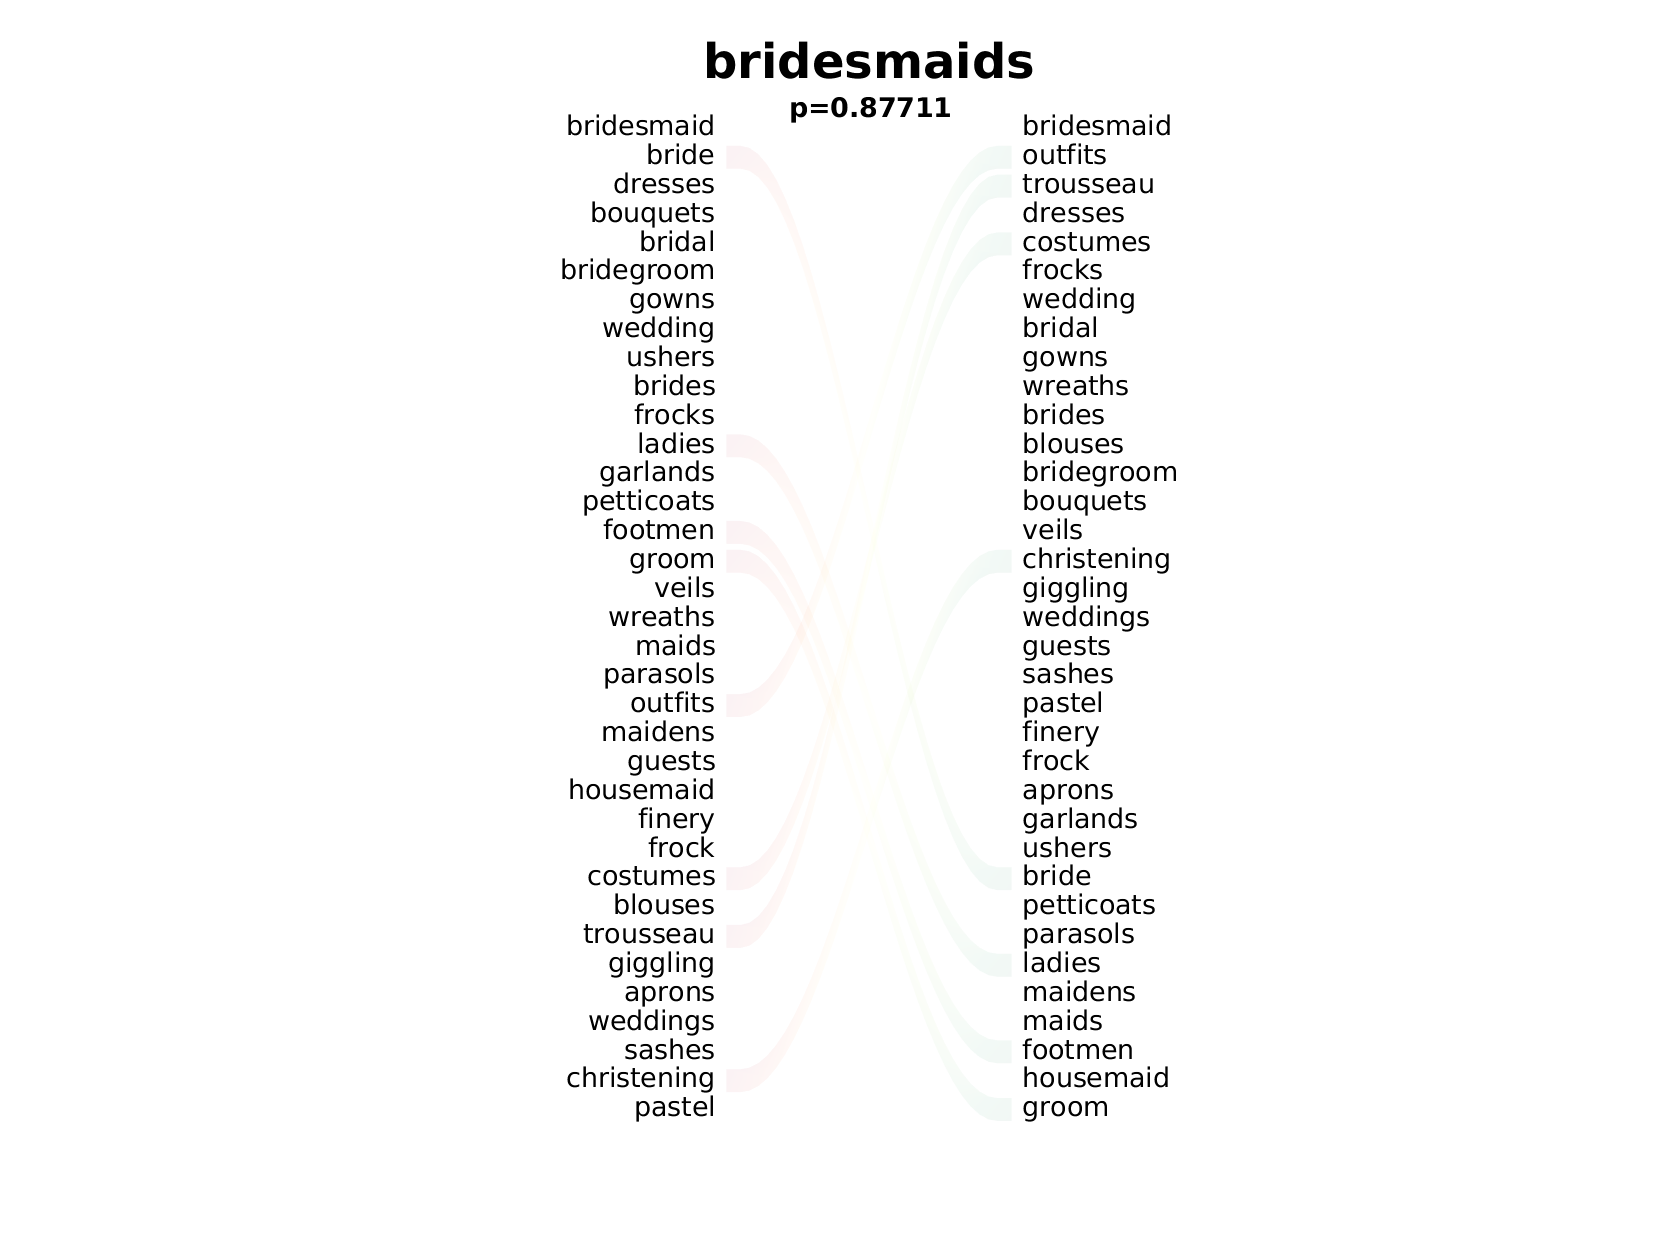 bridesmaids
p=0.87711
bridesmaid bridesmaid
bride outfits
dresses trousseau
bouquets dresses
bridal costumes
bridegroom frocks
gowns wedding
wedding bridal
ushers gowns
brides wreaths
frocks brides
ladies blouses
garlands bridegroom
petticoats bouquets
footmen veils
groom christening
veils giggling
wreaths weddings
maids guests
parasols sashes
outfits pastel
maidens finery
guests frock
housemaid aprons
finery garlands
frock ushers
costumes bride
blouses petticoats
trousseau parasols
giggling ladies
aprons maidens
weddings maids
sashes footmen
christening housemaid
pastel groom